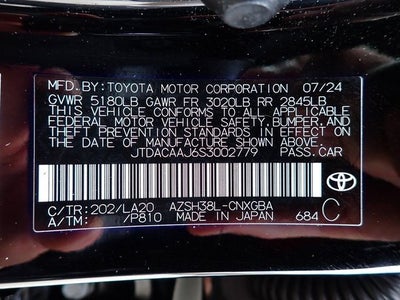 MFD.BY:TOYOTA MOTOR CORPORATION 07/24
GVWR 5180LB GAWR FR 3020LB RR 2845LB
THIS VEHICLE CONFORMS TO ALL APPLICABLE
FEDERAL MOTOR VEHICLE SAFETY,BUMPER,AND
THEFT PREVENTION STANDARDS IN EFFECT ON
THE DATE OF MANUFACTURE SHOWN ABOVE.
JTDACAAJ6S3002779 PASS.CAR
TOYOTA
C/TR:202/LA20 AZSH38L-CNXGBA
A/TM: /P810 MADE IN JAPAN 684 C